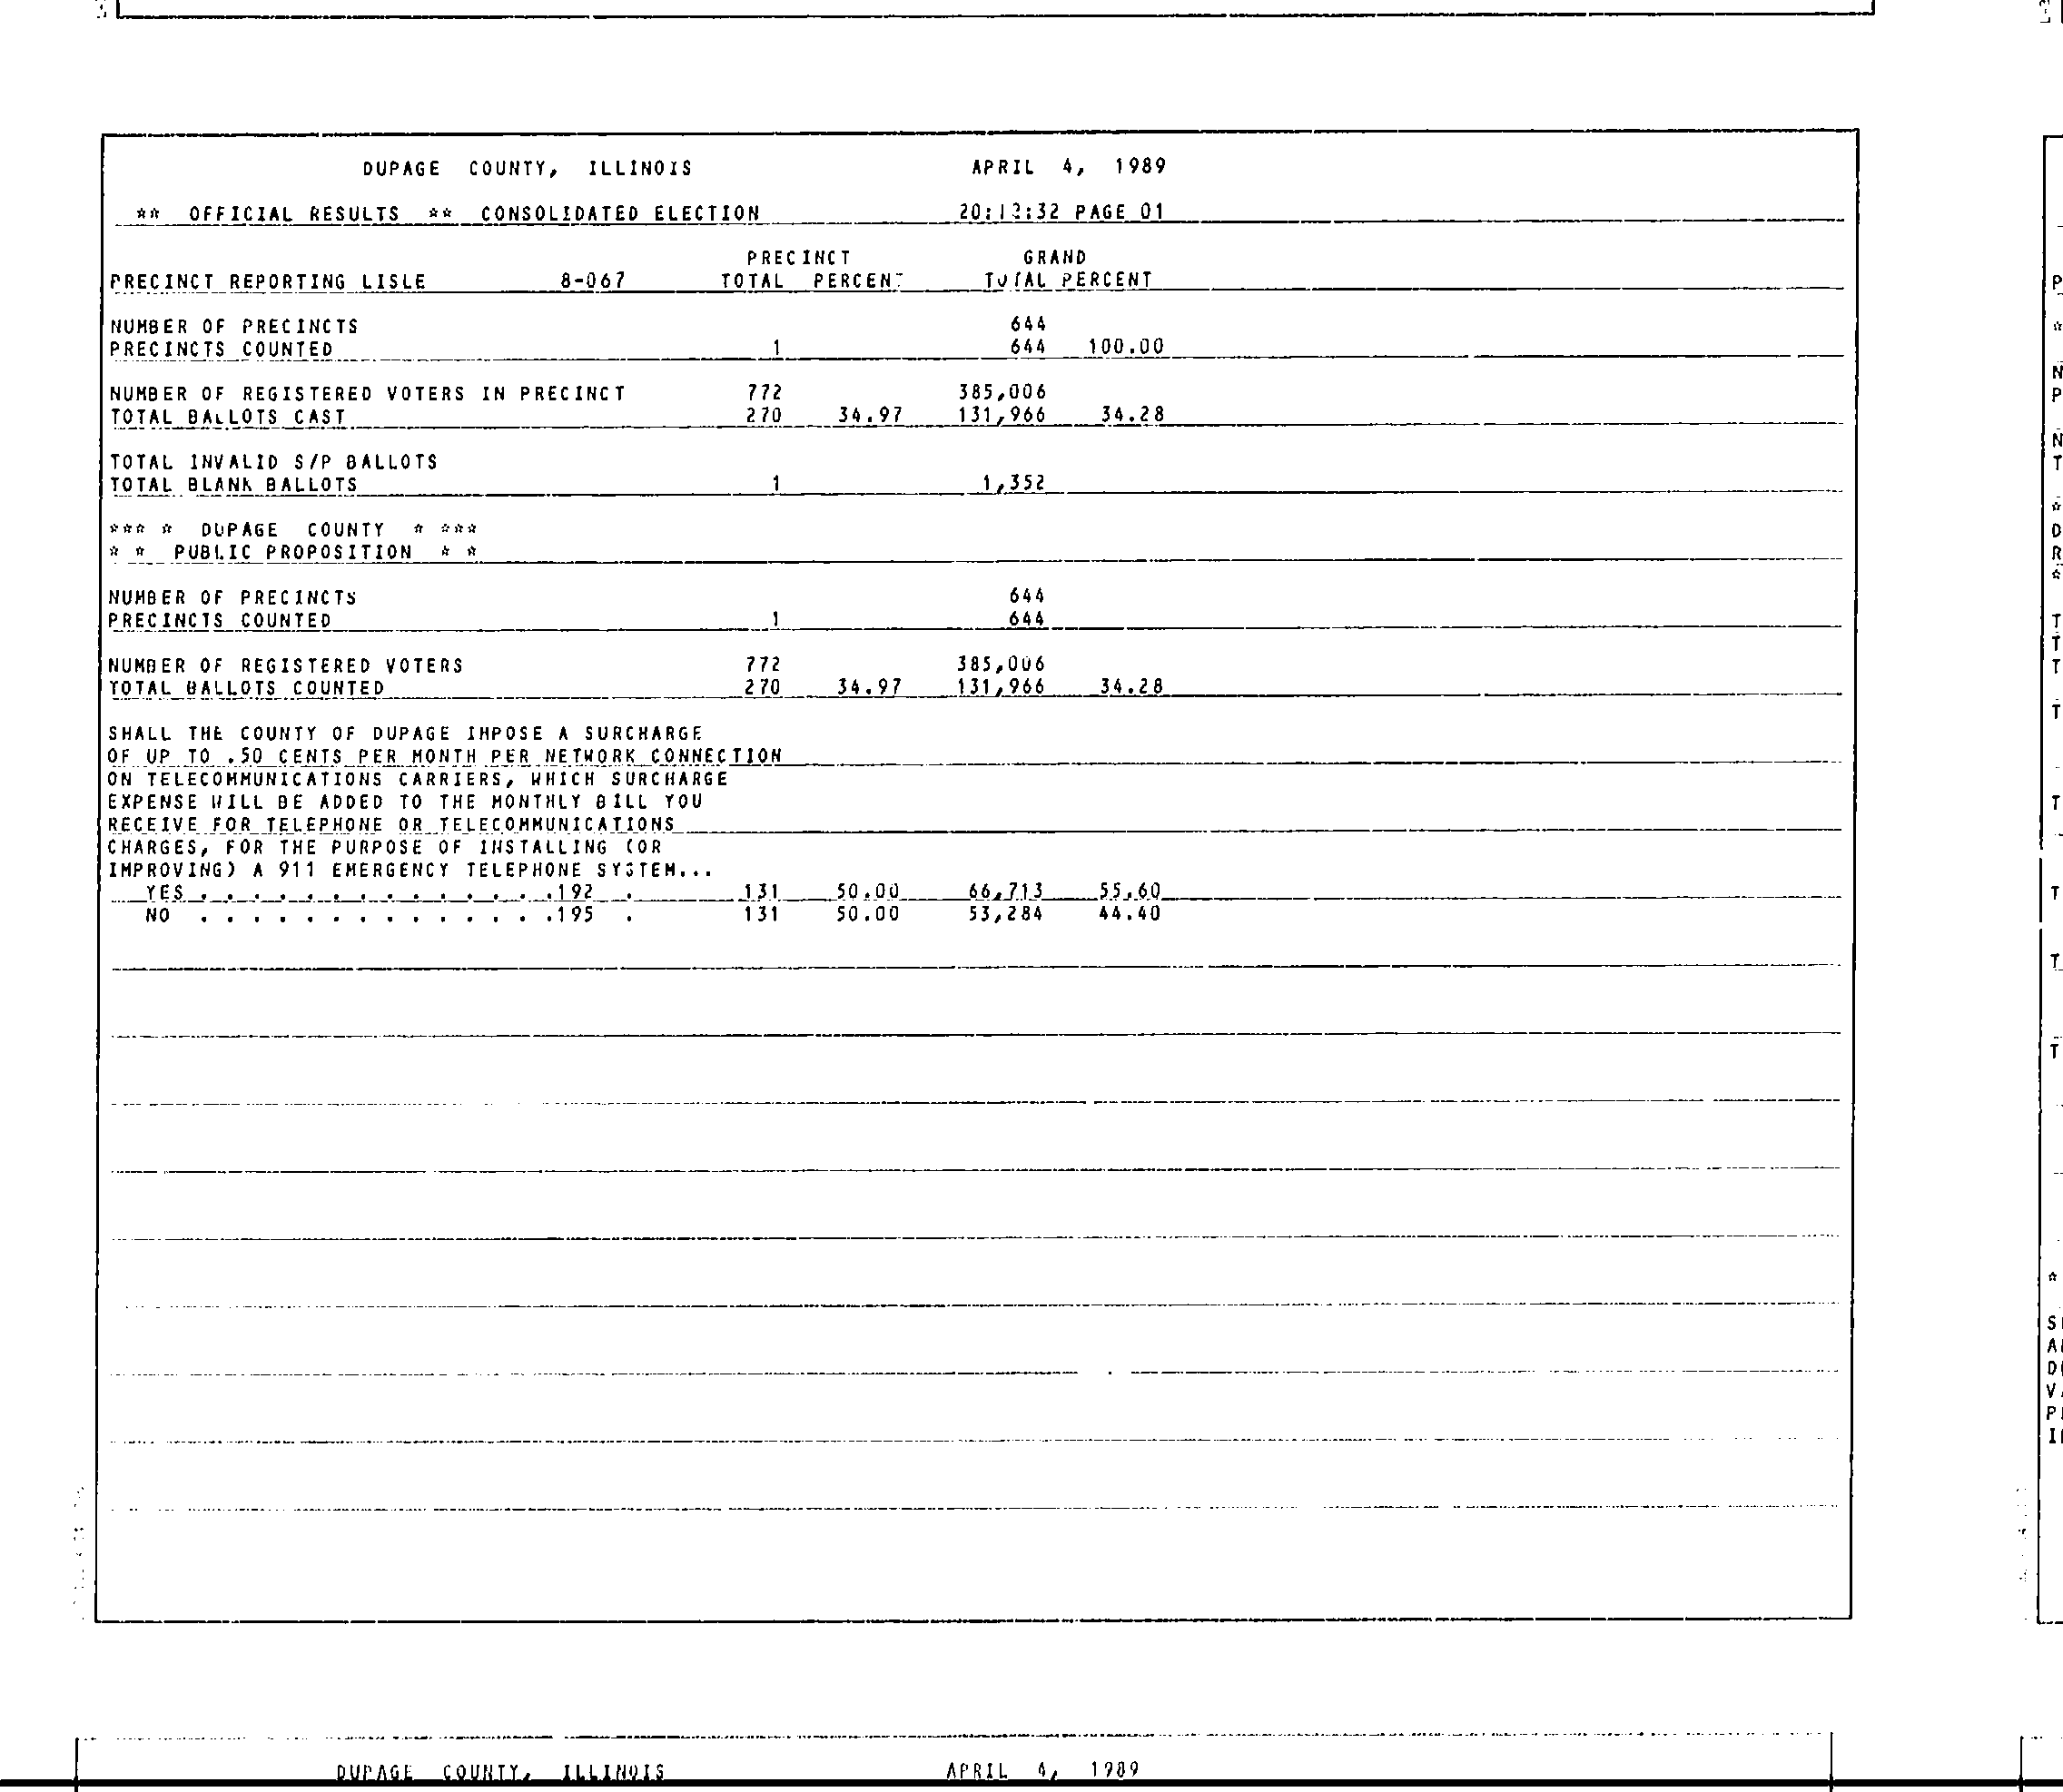 DUPAGE COUNTY, ILLINOIS APRIL 4, 1989
** OFFICIAL RESULTS ** CONSOLIDATED ELECTION 20:12:32 PAGE 01
PRECINCT GRAND
PRECINCT REPORTING LISLE 8-067 TOTAL PERCENT TOTAL PERCENT
NUMBER OF PRECINCTS 644
PRECINCTS COUNTED 1 644 100.00
NUMBER OF REGISTERED VOTERS IN PRECINCT 772 385,006
TOTAL BALLOTS CAST 270 34.97 131,966 34.28
TOTAL INVALID S/P BALLOTS
TOTAL BLANK BALLOTS 1 1,352
*** * DUPAGE COUNTY * ***
* * PUBLIC PROPOSITION * *
NUMBER OF PRECINCTS 644
PRECINCTS COUNTED 1 644
NUMBER OF REGISTERED VOTERS 772 385,006
TOTAL BALLOTS COUNTED 270 34.97 131,966 34.28
SHALL THE COUNTY OF DUPAGE IMPOSE A SURCHARGE
OF UP TO .50 CENTS PER MONTH PER NETWORK CONNECTION
ON TELECOMMUNICATIONS CARRIERS, WHICH SURCHARGE
EXPENSE WILL BE ADDED TO THE MONTHLY BILL YOU
RECEIVE FOR TELEPHONE OR TELECOMMUNICATIONS
CHARGES, FOR THE PURPOSE OF INSTALLING (OR
IMPROVING) A 911 EMERGENCY TELEPHONE SYSTEM...
YES . . . . . . . . . . . . . .192 . 131 50.00 66,713 55.60
NO . . . . . . . . . . . . . .195 . 131 50.00 53,284 44.40
DUPAGE COUNTY, ILLINOIS APRIL 4, 1989